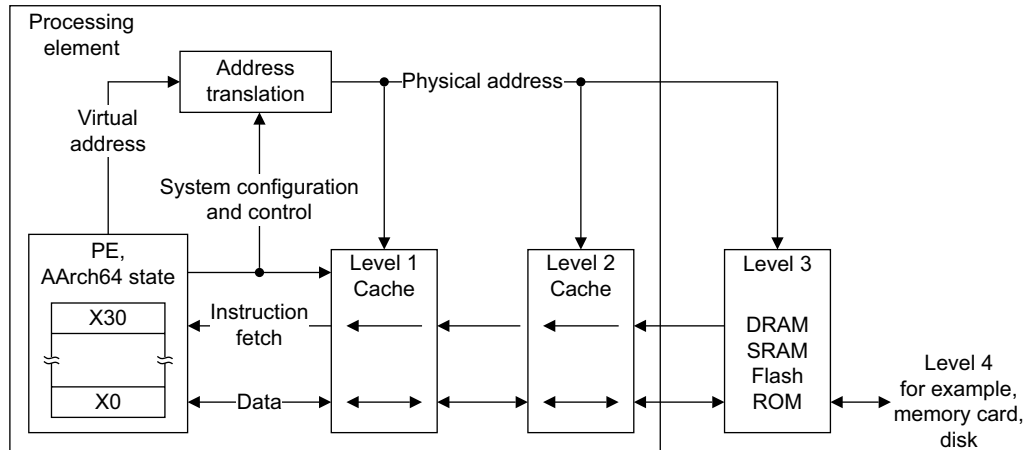 Processing
element
Address
translation
Physical address
Virtual
address
System configuration
and control
PE,
AArch64 state
X30
X0
Instruction
fetch
Data
Level 1
Cache
Level 2
Cache
Level 3
DRAM
SRAM
Flash
ROM
Level 4
for example,
memory card,
disk